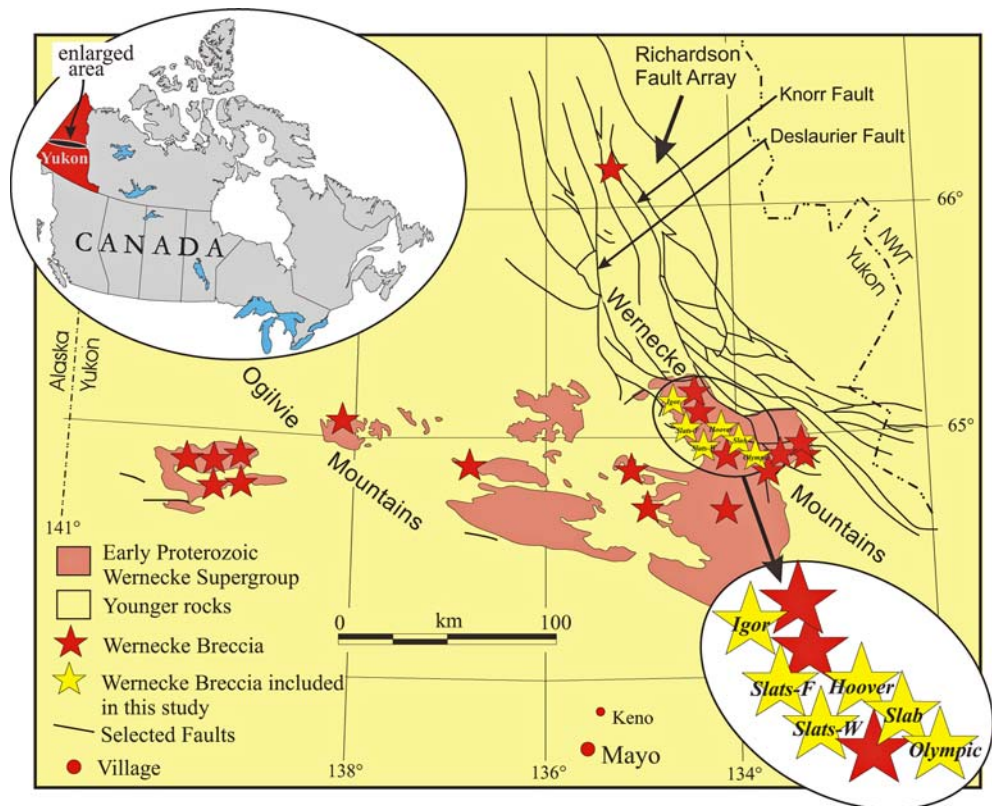 enlarged
area
Yukon
CANADA
Richardson
Fault Array
Knorr Fault
Deslaurier Fault
66°
NWT
Yukon
Alaska
Yukon
Ogilvie
Mountains
Wernecke
Mountains
65°
Igor
Slats-F
Hoover
Slab
Slats-W
Olympic
141°
Early Proterozoic
Wernecke Supergroup
Younger rocks
Wernecke Breccia
Wernecke Breccia included
in this study
Selected Faults
Village
0 km 100
Keno
Mayo
138°
136°
134°
Igor
Slats-F
Hoover
Slab
Slats-W
Olympic